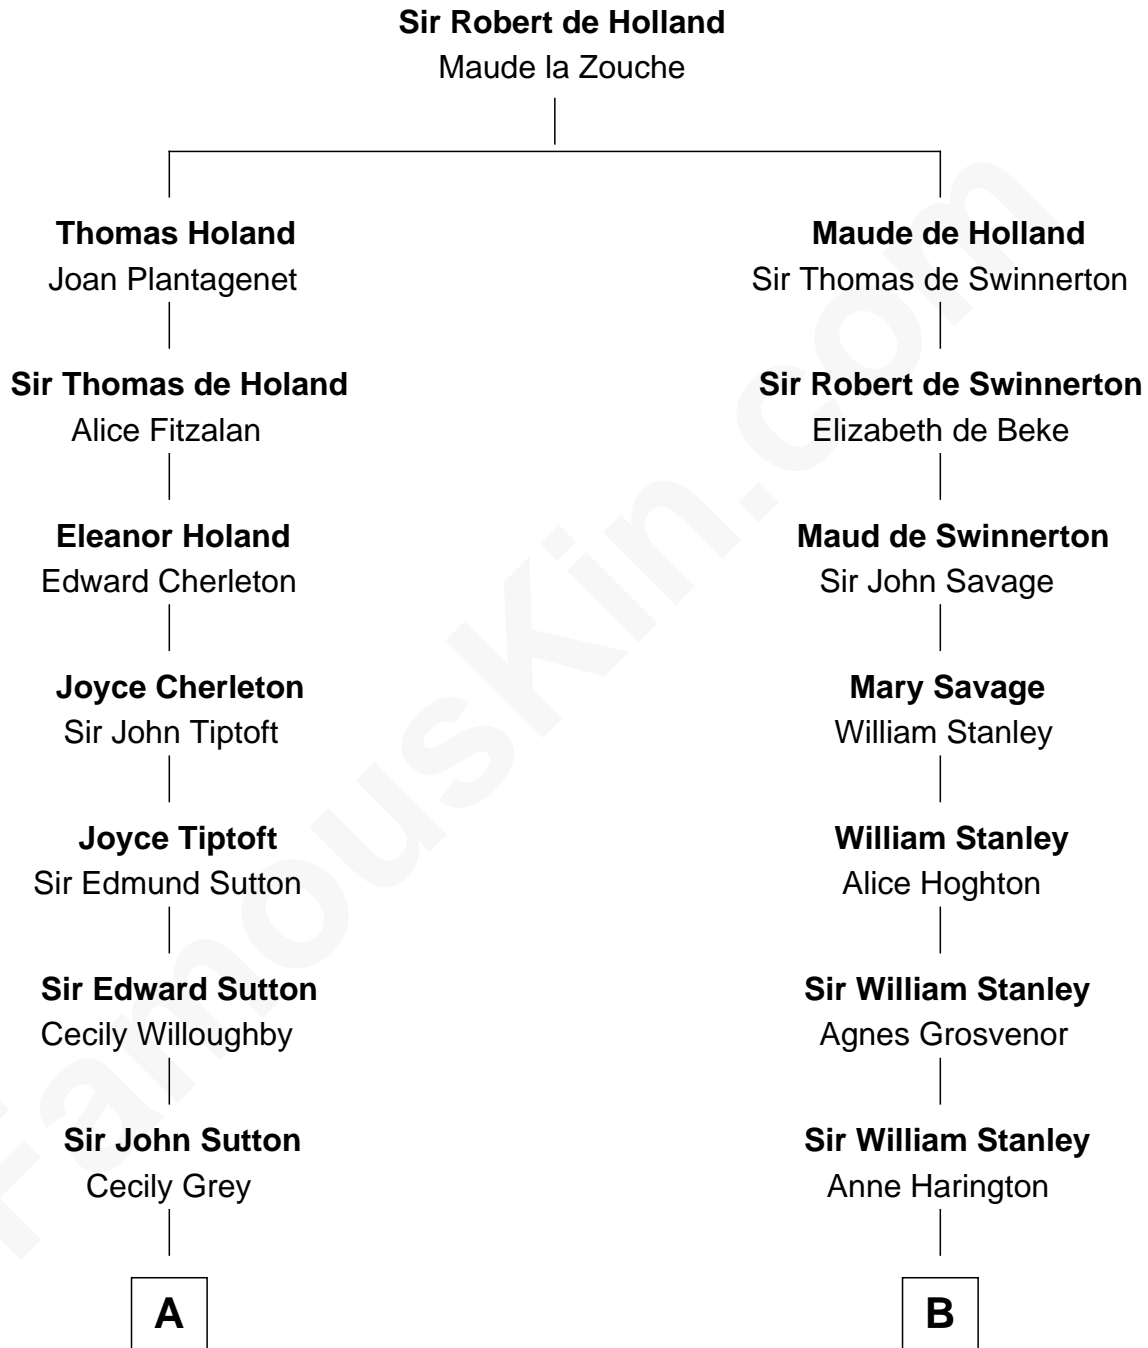 Sir Robert de Holland
Maude la Zouche
Thomas Holand
Joan Plantagenet
Sir Thomas de Holand
Alice Fitzalan
Eleanor Holand
Edward Cherleton
Joyce Cherleton
Sir John Tiptoft
Joyce Tiptoft
Sir Edmund Sutton
Sir Edward Sutton
Cecily Willoughby
Sir John Sutton
Cecily Grey
A
Maude de Holland
Sir Thomas de Swinnerton
Sir Robert de Swinnerton
Elizabeth de Beke
Maud de Swinnerton
Sir John Savage
Mary Savage
William Stanley
William Stanley
Alice Hoghton
Sir William Stanley
Agnes Grosvenor
Sir William Stanley
Anne Harington
B
FamousKin.com